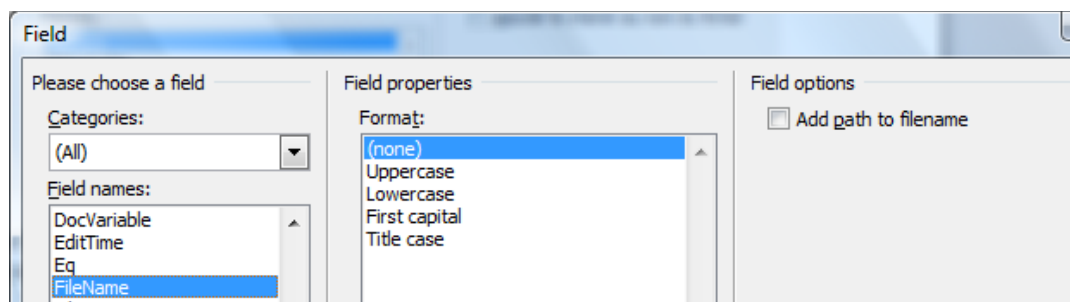 Field
Please choose a field
Categories:
(All)
Field names:
DocVariable
EditTime
Eq
FileName
Field properties
Format:
(none)
Uppercase
Lowercase
First capital
Title case
Field options
Add path to filename